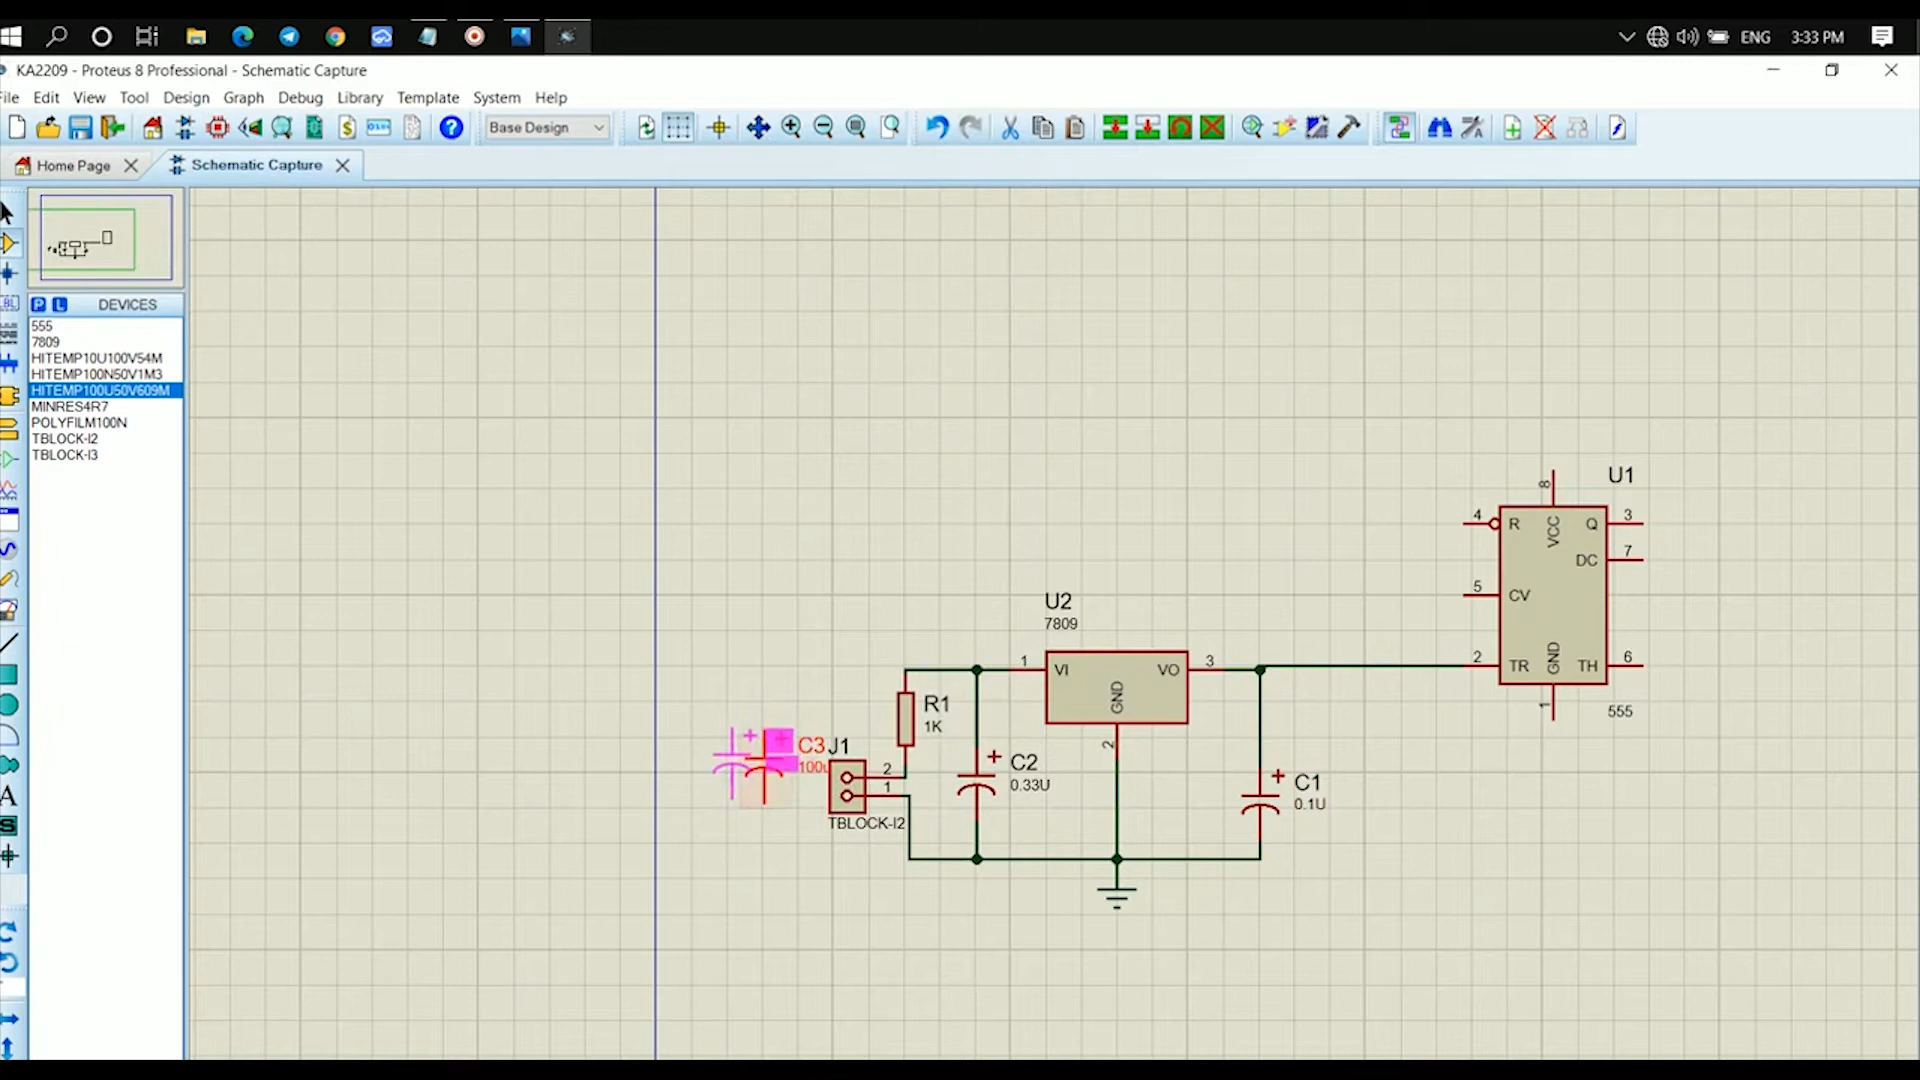 ENG 3:33 PM
KA2209 - Proteus 8 Professional - Schematic Capture
File Edit View Tool Design Graph Debug Library Template System Help
Base Design
Home Page Schematic Capture
P L DEVICES
555
7809
HITEMP10U100V54M
HITEMP100N50V1M3
HITEMP100U50V609M
MINRES4R7
POLYFILM100N
TBLOCK-I2
TBLOCK-I3
LBL
A
S
U1
8
4 R VCC Q 3
DC 7
5 CV
2 TR GND TH 6
1
555
U2
7809
1 VI VO 3
GND
2
R1
1K
C3
100u
J1
2
1
TBLOCK-I2
C2
0.33U
C1
0.1U